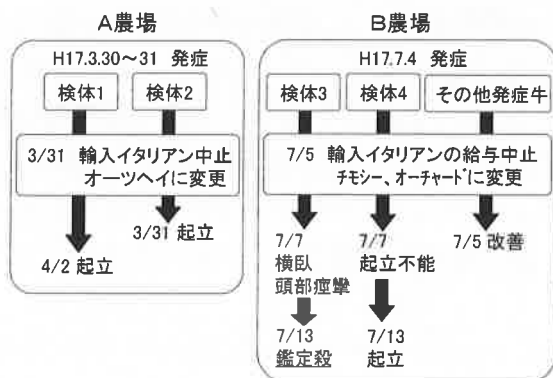 A農場
H17.3.30～31 発症
検体1
検体2
3/31 輸入イタリアン中止
オーツヘイに変更
3/31 起立
4/2 起立
B農場
H17.7.4 発症
検体3
検体4
その他発症牛
7/5 輸入イタリアンの給与中止
チモシー、オーチャードﾞに変更
7/7
横臥
頭部痙攣
7/7
起立不能
7/5 改善
7/13
鑑定殺
7/13
起立